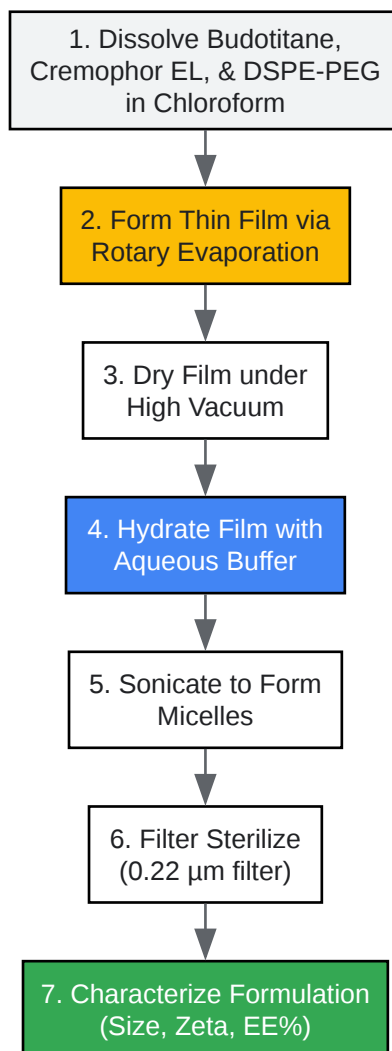 1. Dissolve Budotitane,
Cremophor EL, & DSPE-PEG
in Chloroform
2. Form Thin Film via
Rotary Evaporation
3. Dry Film under
High Vacuum
4. Hydrate Film with
Aqueous Buffer
5. Sonicate to Form
Micelles
6. Filter Sterilize
(0.22 µm filter)
7. Characterize Formulation
(Size, Zeta, EE%)